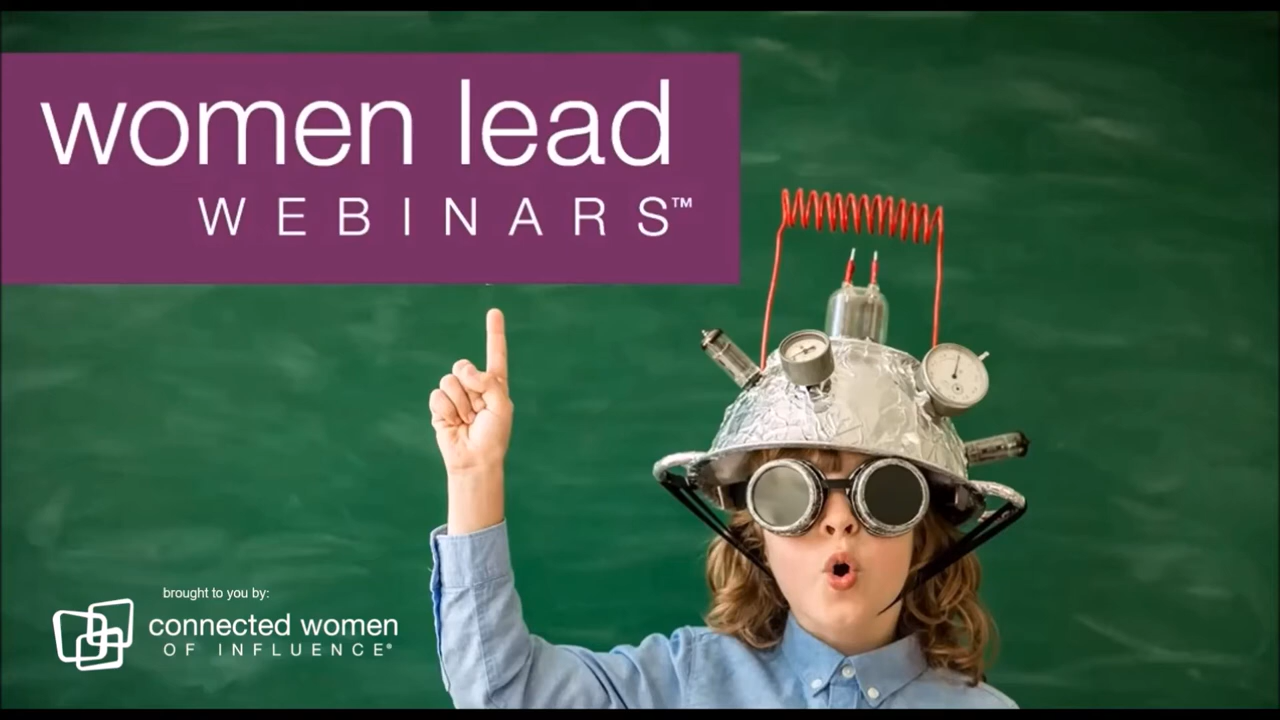 women lead
WEBINARS™
brought to you by:
connected women
OF INFLUENCE®